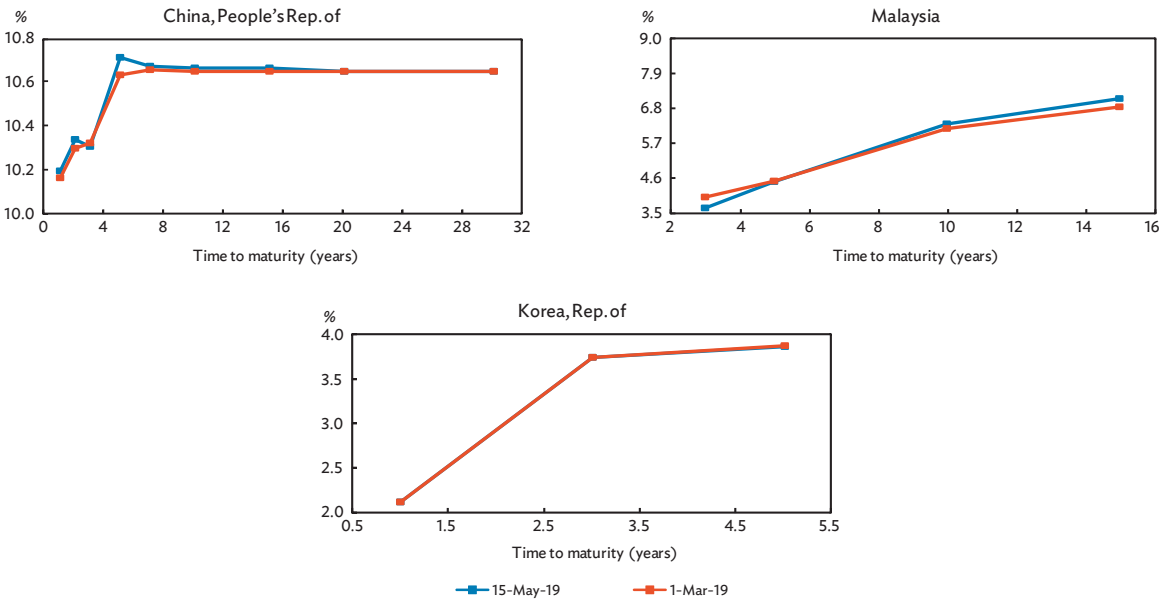 China, People's Rep. of
%
10.8
10.6
10.4
10.2
10.0
0 4 8 12 16 20 24 28 30 32
Time to maturity (years)
Malaysia
%
9.0
7.9
6.8
5.7
4.6
3.5
2 4 6 8 10 12 14 16
Time to maturity (years)
Korea, Rep. of
%
4.0
3.5
3.0
2.5
2.0
0.5 1.5 2.5 3.5 4.5 5.5
Time to maturity (years)
15-May-19 1-Mar-19